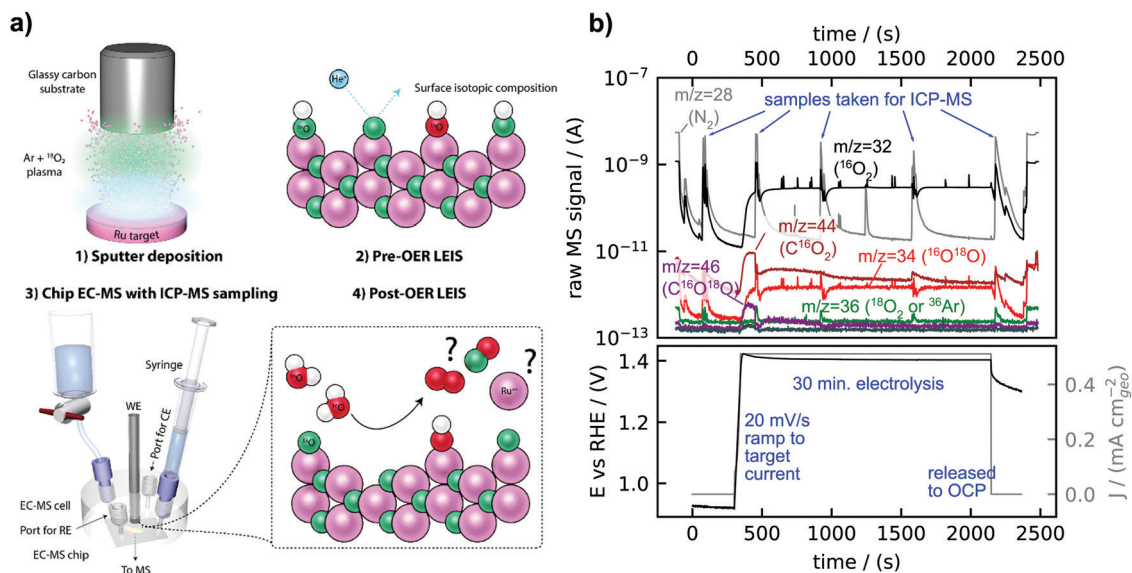 a)
Glassy carbon
substrate
Ar + ¹⁸O₂
plasma
Ru target
1) Sputter deposition
He⁺
Surface isotopic composition
¹⁸O
¹⁶O
2) Pre-OER LEIS
3) Chip EC-MS with ICP-MS sampling
Syringe
WE
Port for CE
EC-MS cell
Port for RE
EC-MS chip
To MS
4) Post-OER LEIS
¹⁶O
¹⁶O
?
?
Ruˣ⁺
¹⁸O
b)
time / (s)
0 500 1000 1500 2000 2500
raw MS signal / (A)
10⁻⁷
10⁻⁹
10⁻¹¹
10⁻¹³
m/z=28
(N₂)
samples taken for ICP-MS
m/z=32
(¹⁶O₂)
m/z=44
(C¹⁶O₂)
m/z=34 (¹⁶O¹⁸O)
m/z=46
(C¹⁶O¹⁸O)
m/z=36 (¹⁸O₂ or ³⁶Ar)
E vs RHE / (V)
1.4
1.2
1.0
30 min. electrolysis
20 mV/s
ramp to
target
current
released
to OCP
0.4
0.2
0.0
J / (mA cm⁻²geo)
0 500 1000 1500 2000 2500
time / (s)